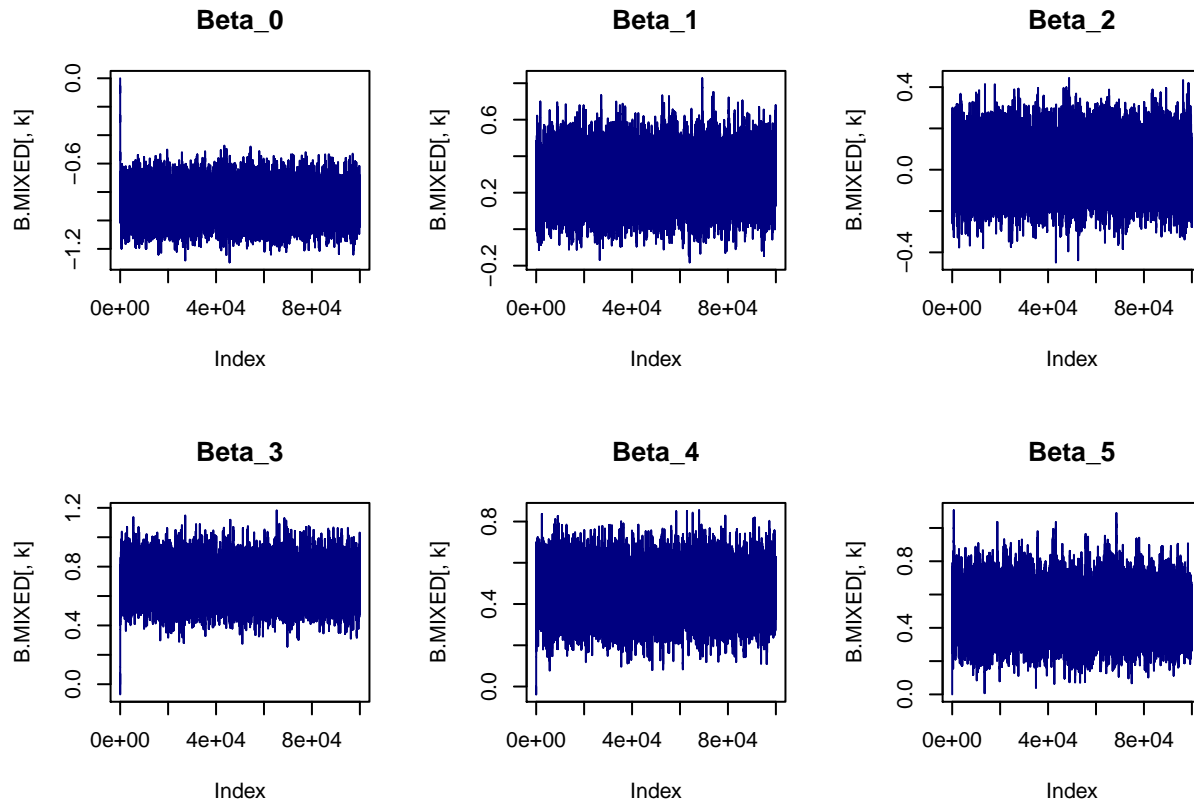 Beta_0
Beta_1
Beta_2
B.MIXED[, k]
0.0
−0.6
−1.2
0e+00 4e+04 8e+04
Index
B.MIXED[, k]
0.6
0.2
−0.2
0e+00 4e+04 8e+04
Index
B.MIXED[, k]
0.4
0.0
−0.4
0e+00 4e+04 8e+04
Index
Beta_3
Beta_4
Beta_5
B.MIXED[, k]
1.2
0.8
0.4
0.0
0e+00 4e+04 8e+04
Index
B.MIXED[, k]
0.8
0.4
0.0
0e+00 4e+04 8e+04
Index
B.MIXED[, k]
0.8
0.4
0.0
0e+00 4e+04 8e+04
Index